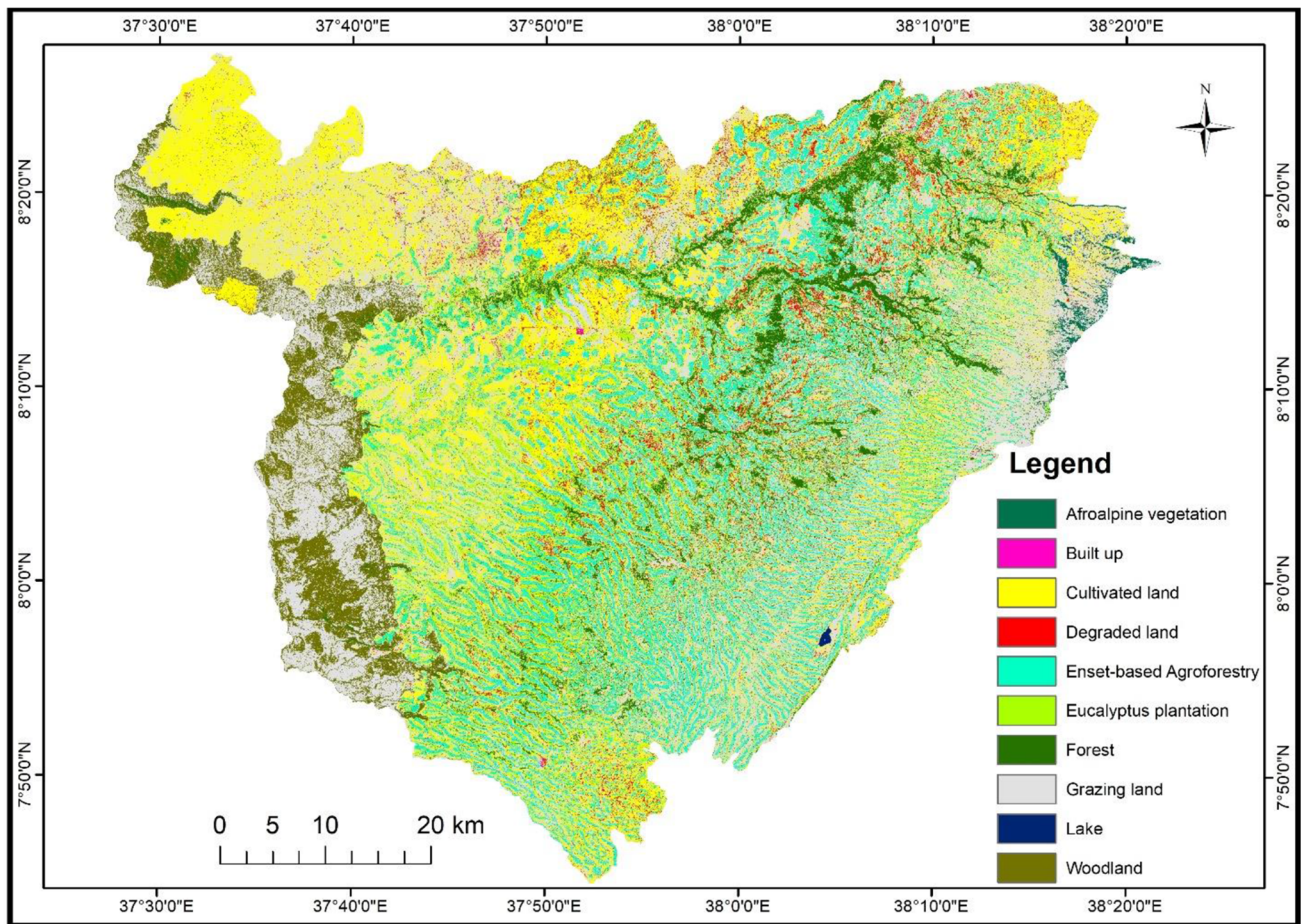 37°30'0"E 37°40'0"E 37°50'0"E 38°0'0"E 38°10'0"E 38°20'0"E
N
8°20'0"N 8°20'0"N
8°10'0"N 8°10'0"N
Legend
Afroalpine vegetation
Built up
8°0'0"N 8°0'0"N
Cultivated land
Degraded land
Enset-based Agroforestry
Eucalyptus plantation
Forest
7°50'0"N 7°50'0"N
Grazing land
0 5 10 20 km
Lake
Woodland
37°30'0"E 37°40'0"E 37°50'0"E 38°0'0"E 38°10'0"E 38°20'0"E